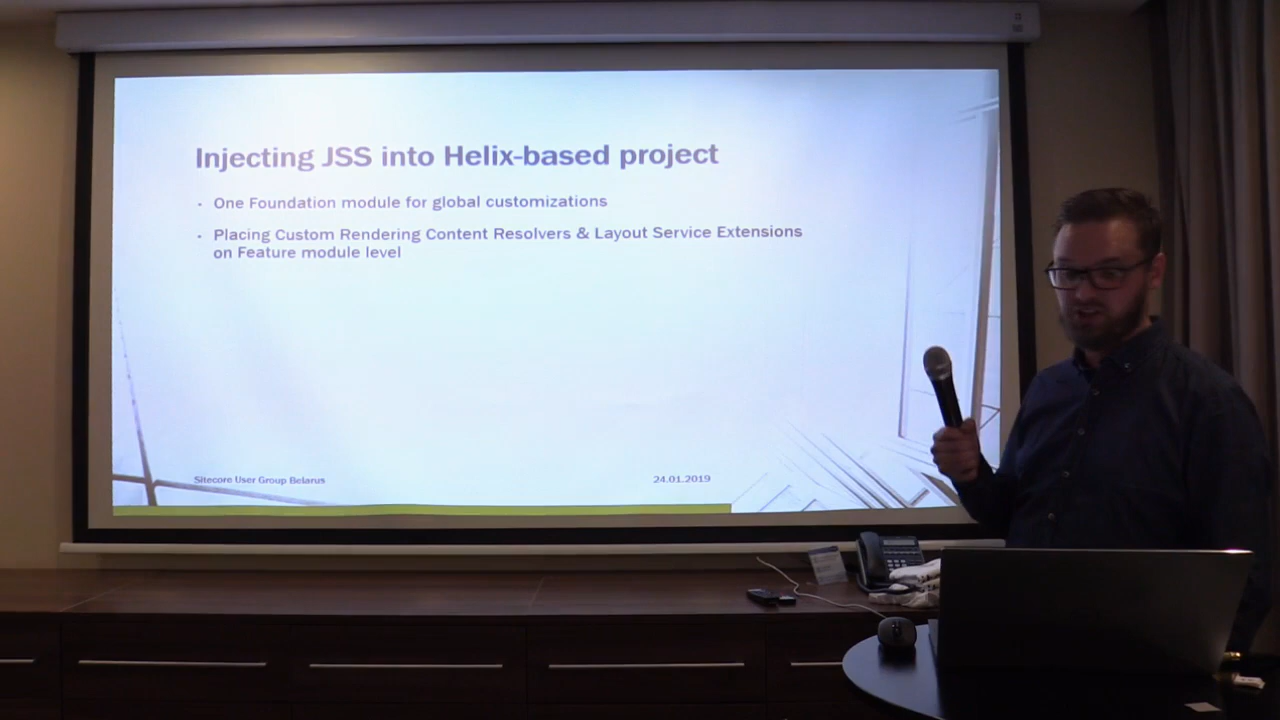 Injecting JSS into Helix-based project
- One Foundation module for global customizations
- Placing Custom Rendering Content Resolvers & Layout Service Extensions
on Feature module level
Sitecore User Group Belarus
24.01.2019